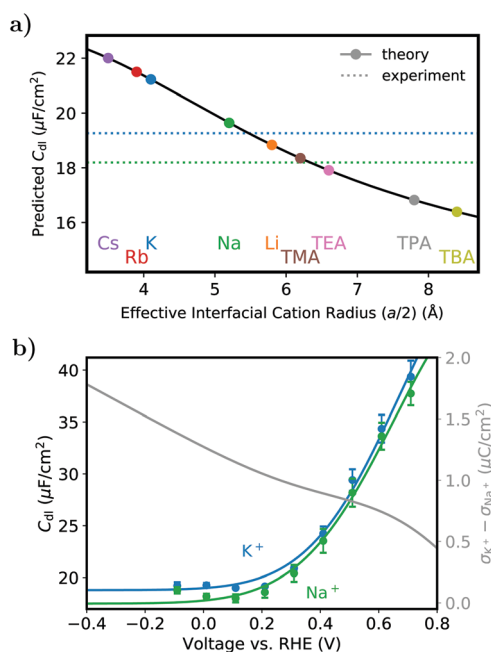 a)
22
20
18
16
Predicted C_dl (μF/cm²)
theory
experiment
Cs
Rb
K
Na
Li
TMA
TEA
TPA
TBA
4 5 6 7 8
Effective Interfacial Cation Radius (a/2) (Å)
b)
40
35
30
25
20
C_dl (μF/cm²)
K⁺
Na⁺
2.0
1.5
1.0
0.5
0.0
σ_K⁺ − σ_Na⁺ (μC/cm²)
−0.4 −0.2 0.0 0.2 0.4 0.6 0.8
Voltage vs. RHE (V)